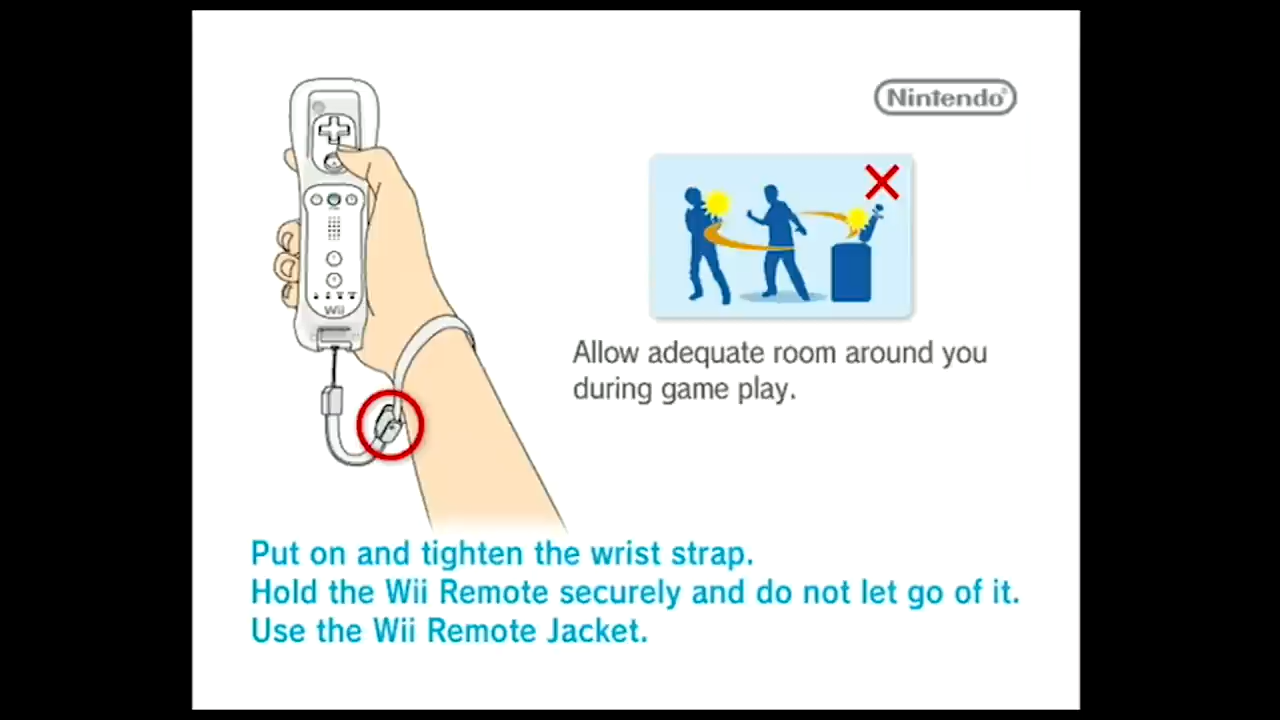 Nintendo
Wii
Allow adequate room around you
during game play.
Put on and tighten the wrist strap.
Hold the Wii Remote securely and do not let go of it.
Use the Wii Remote Jacket.